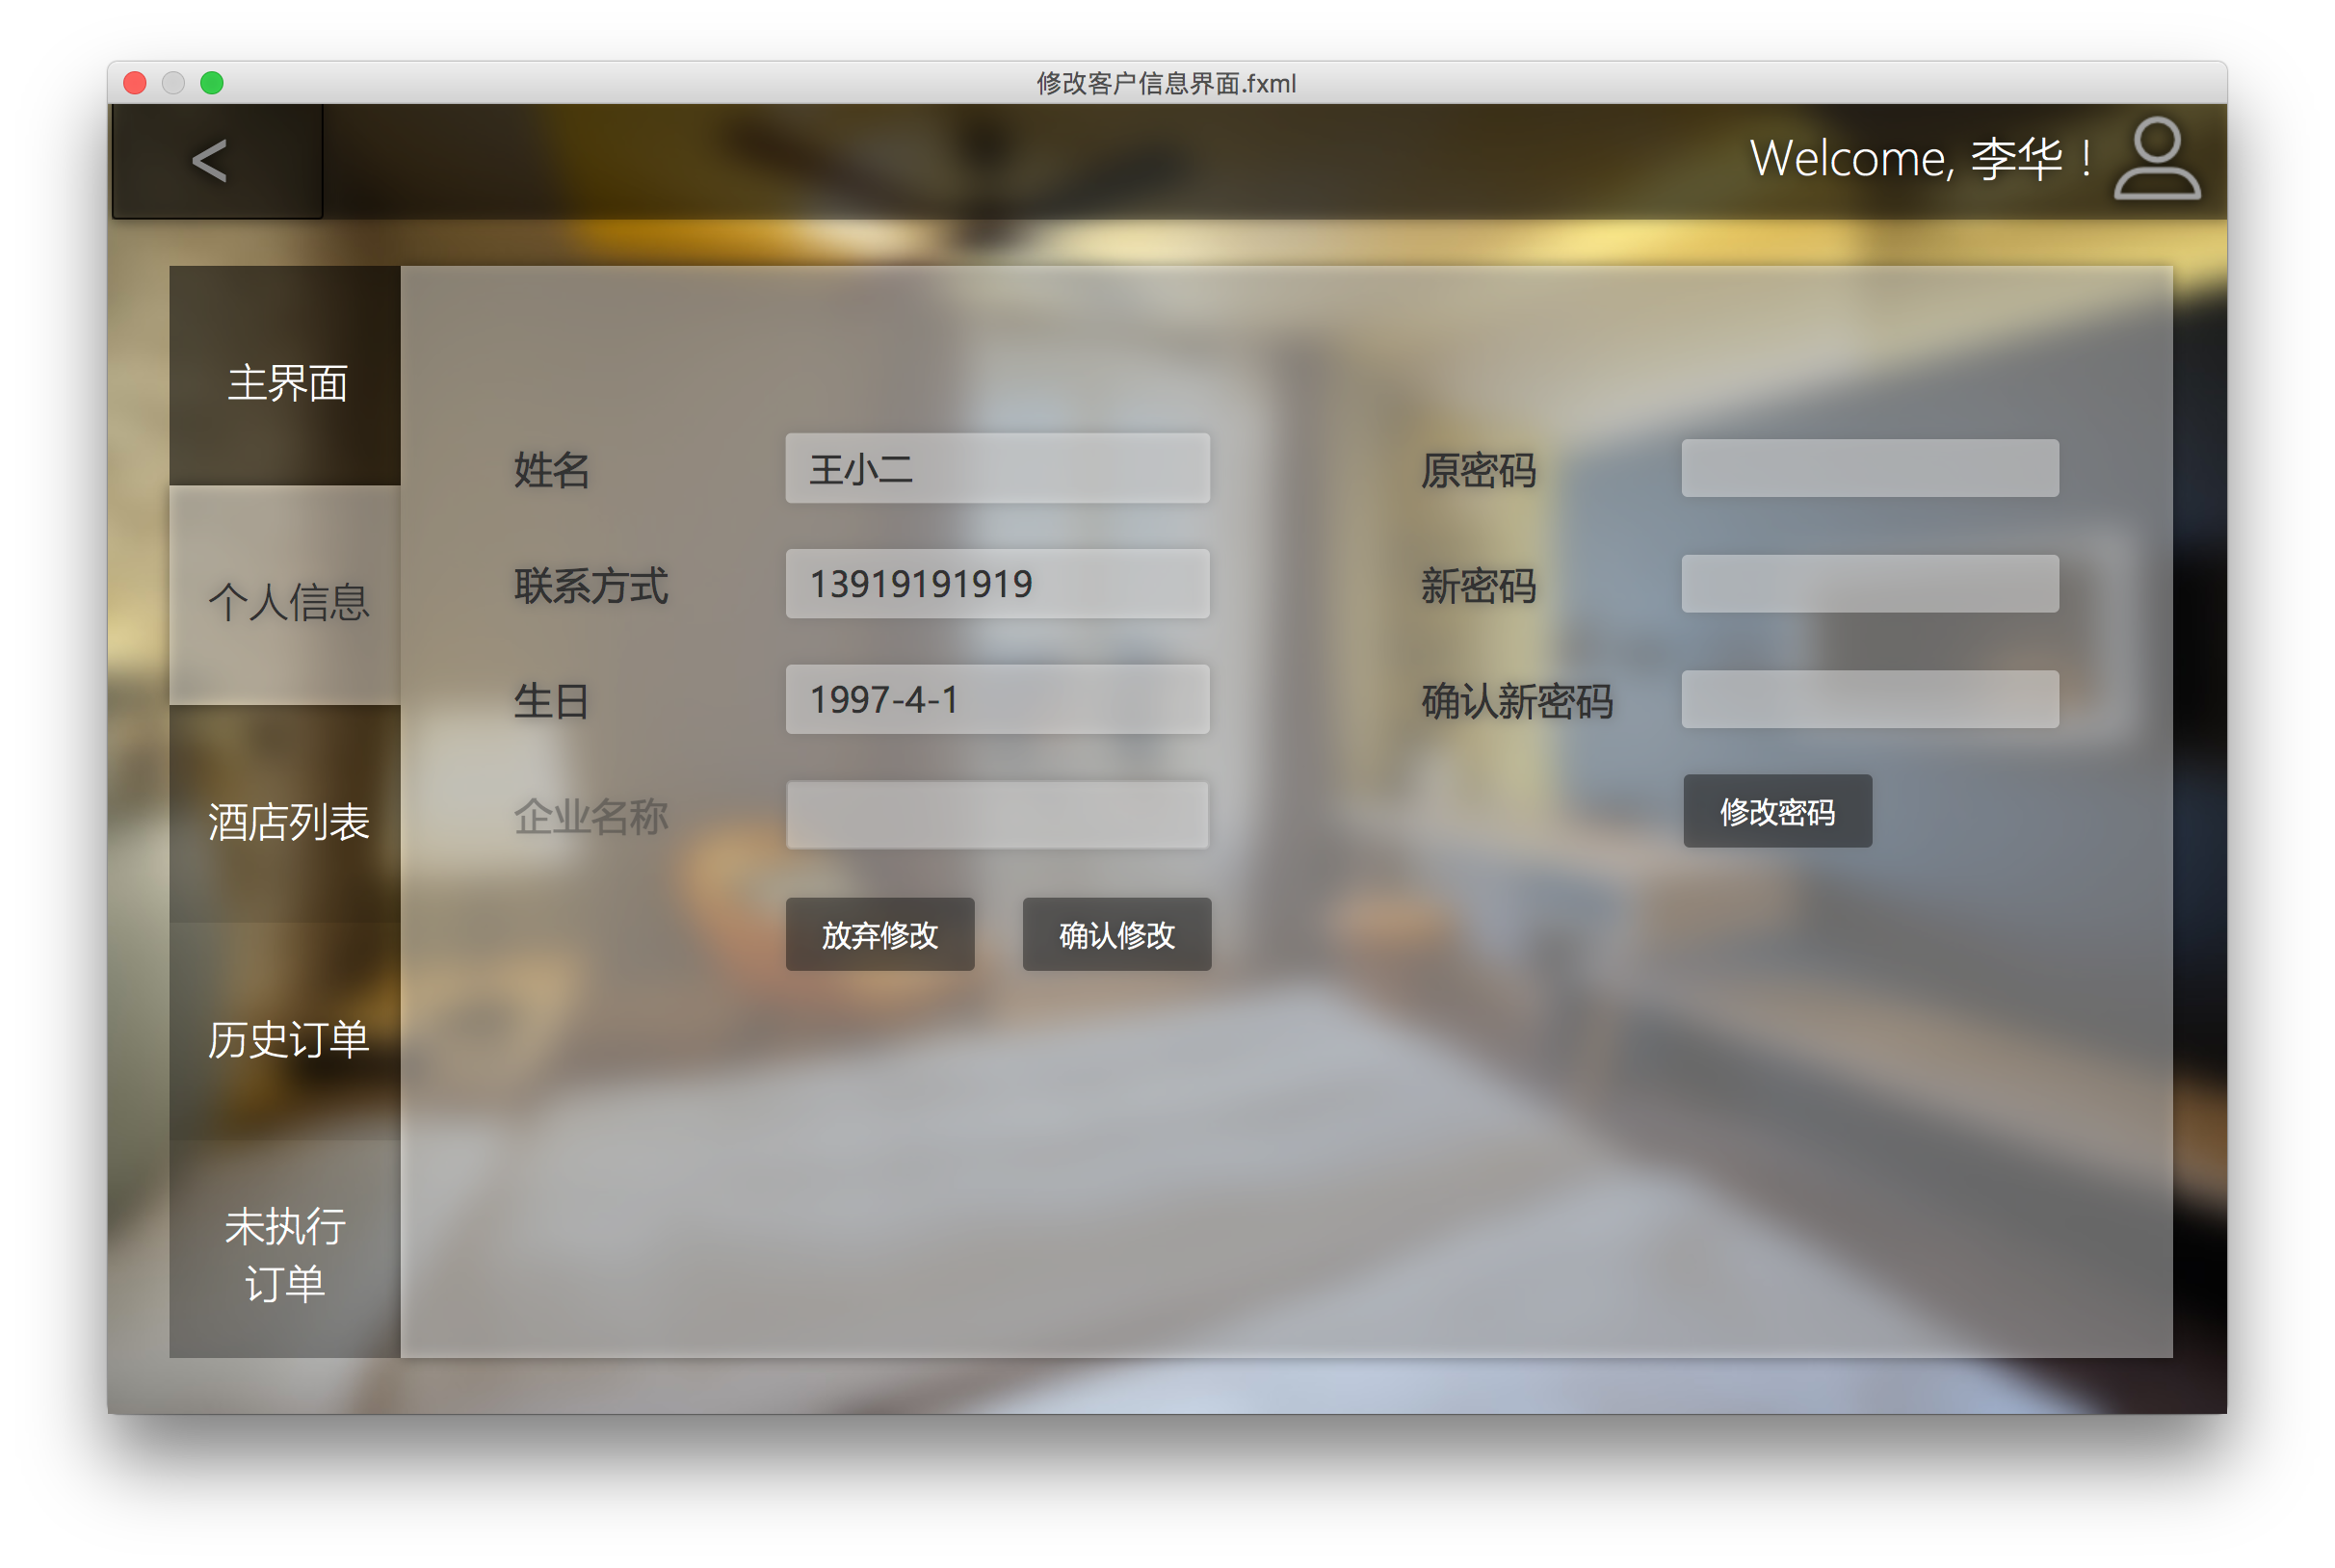 修改客户信息界面.fxml
<
Welcome, 李华！
主界面
个人信息
酒店列表
历史订单
未执行
订单
姓名
王小二
联系方式
13919191919
生日
1997-4-1
企业名称
放弃修改
确认修改
原密码
新密码
确认新密码
修改密码